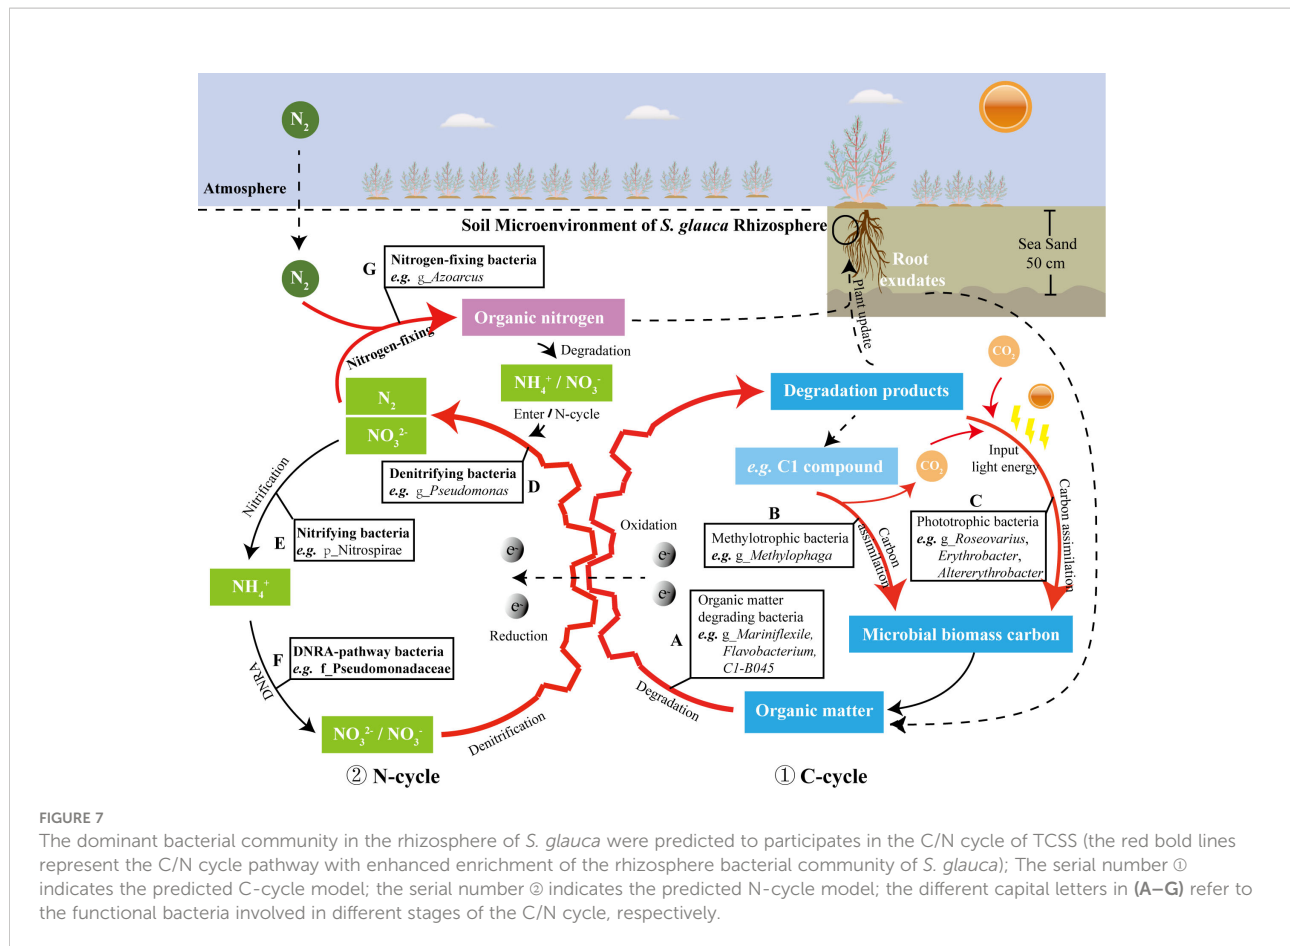 N2
Atmosphere
Soil Microenvironment of S. glauca Rhizosphere
Sea Sand
50 cm
Root
exudates
N2
G
Nitrogen-fixing bacteria
e.g. g_Azoarcus
Nitrogen-fixing
Organic nitrogen
Plant update
Degradation
NH4+ / NO3-
Enter N-cycle
N2
NO32-
Denitrifying bacteria
e.g. g_Pseudomonas
D
Nitrification
E
Nitrifying bacteria
e.g. p_Nitrospirae
NH4+
F
DNRA-pathway bacteria
e.g. f_Pseudomonadaceae
DNRA
NO32- / NO3-
Denitrification
② N-cycle
e-
e-
Reduction
Oxidation
e-
e-
Degradation products
CO2
e.g. C1 compound
CO2
Input
light energy
B
Methylotrophic bacteria
e.g. g_Methylophaga
Carbon
assimilation
C
Phototrophic bacteria
e.g. g_Roseovarius,
Erythrobacter,
Altererythrobacter
Carbon assimilation
A
Organic matter
degrading bacteria
e.g. g_Mariniflexile,
Flavobacterium,
C1-B045
Microbial biomass carbon
Degradation
Organic matter
① C-cycle
FIGURE 7
The dominant bacterial community in the rhizosphere of S. glauca were predicted to participates in the C/N cycle of TCSS (the red bold lines
represent the C/N cycle pathway with enhanced enrichment of the rhizosphere bacterial community of S. glauca); The serial number ①
indicates the predicted C-cycle model; the serial number ② indicates the predicted N-cycle model; the different capital letters in (A–G) refer to
the functional bacteria involved in different stages of the C/N cycle, respectively.